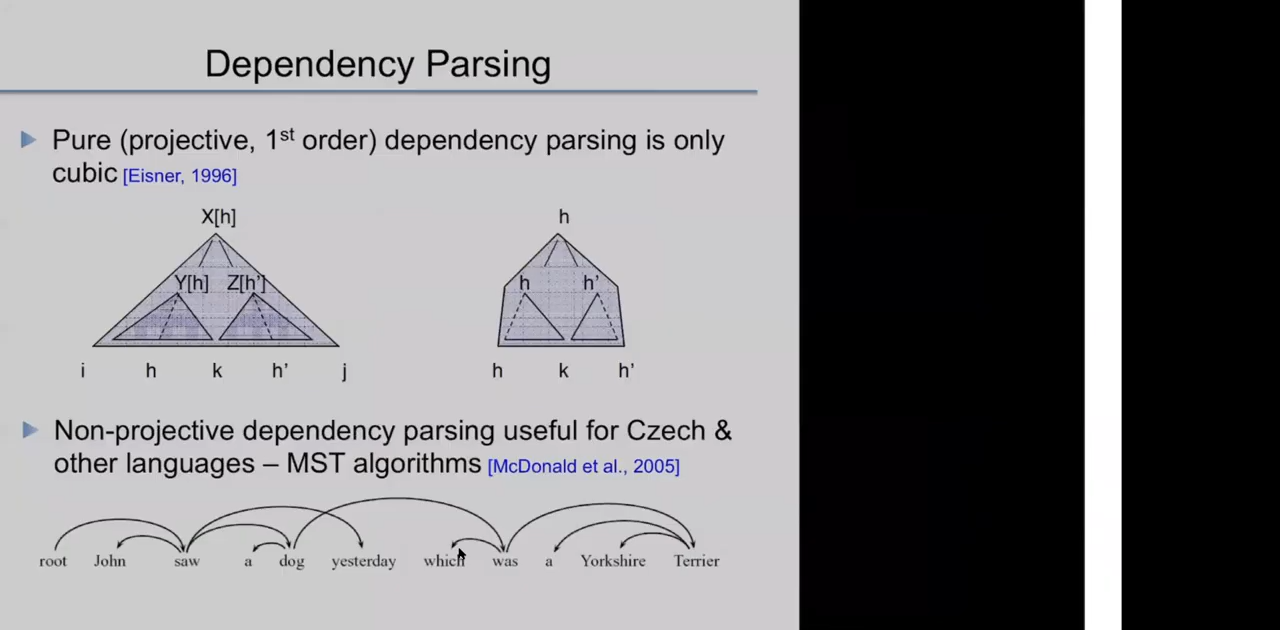 Dependency Parsing
Pure (projective, 1st order) dependency parsing is only
cubic [Eisner, 1996]
X[h]
Y[h] Z[h']
i h k h' j
h
h h'
h k h'
Non-projective dependency parsing useful for Czech &
other languages – MST algorithms [McDonald et al., 2005]
root John saw a dog yesterday which was a Yorkshire Terrier